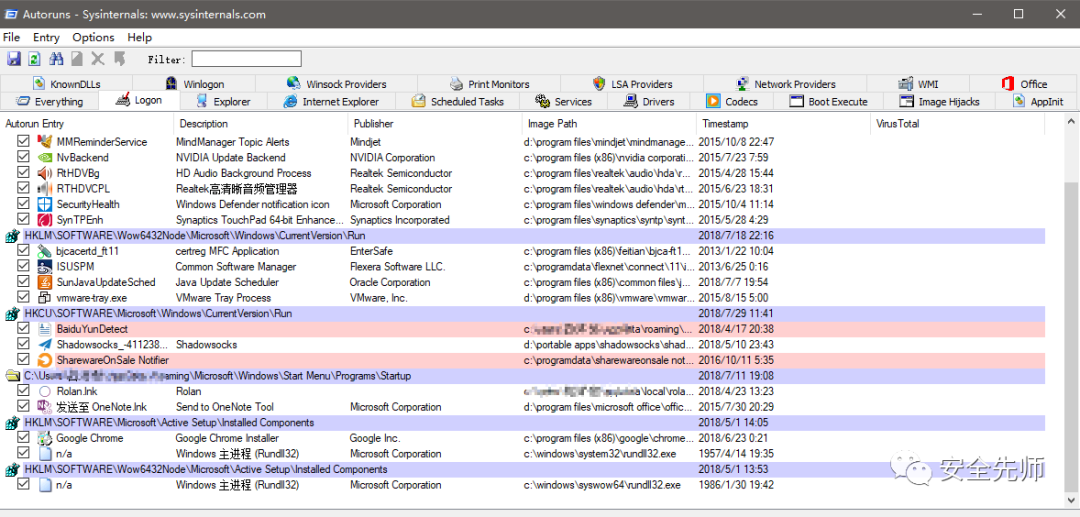 Autoruns - Sysinternals: www.sysinternals.com
File Entry Options Help
Filter:
KnownDLLs Winlogon Winsock Providers Print Monitors LSA Providers Network Providers WMI Office
Everything Logon Explorer Internet Explorer Scheduled Tasks Services Drivers Codecs Boot Execute Image Hijacks AppInit
Autorun Entry Description Publisher Image Path Timestamp VirusTotal
MMReminderService MindManager Topic Alerts Mindjet d:\program files\mindjet\mindmanage... 2015/10/8 22:47
NvBackend NVIDIA Update Backend NVIDIA Corporation c:\program files (x86)\nvidia corporati... 2015/7/23 7:59
RtHDVBg HD Audio Background Process Realtek Semiconductor c:\program files\realtek\audio\hda\r... 2015/4/28 15:44
RTHDVCPL Realtek高清晰音频管理器 Realtek Semiconductor c:\program files\realtek\audio\hda\rt... 2015/6/23 18:31
SecurityHealth Windows Defender notification icon Microsoft Corporation c:\program files\windows defender\m... 2015/10/4 11:14
SynTPEnh Synaptics TouchPad 64-bit Enhance... Synaptics Incorporated c:\program files\synaptics\syntp\synt... 2015/5/28 4:29
HKLM\SOFTWARE\Wow6432Node\Microsoft\Windows\CurrentVersion\Run 2018/7/18 22:16
bjcacertd_ft11 certreg MFC Application EnterSafe c:\program files (x86)\feitian\bjca-ft1... 2013/1/22 10:04
ISUSPM Common Software Manager Flexera Software LLC. c:\programdata\flexnet\connect\11\i... 2013/6/25 0:16
SunJavaUpdateSched Java Update Scheduler Oracle Corporation c:\program files (x86)\common files\j... 2018/7/7 19:54
vmware-tray.exe VMware Tray Process VMware, Inc. d:\program files (x86)\vmware\vmwar... 2015/8/15 5:00
HKCU\SOFTWARE\Microsoft\Windows\CurrentVersion\Run 2018/7/29 11:41
BaiduYunDetect c:\ \roaming\... 2018/4/17 20:38
Shadowsocks_-411238... Shadowsocks d:\portable apps\shadowsocks\shad... 2018/5/10 23:43
SharewareOnSale Notifier c:\programdata\sharewareonsale not... 2016/10/11 5:35
C:\ \Microsoft\Windows\Start Menu\Programs\Startup 2018/7/11 19:08
Rolan.lnk Rolan \local\rola... 2018/4/23 13:23
发送至 OneNote.lnk Send to OneNote Tool Microsoft Corporation d:\program files\microsoft office\offic... 2015/7/30 20:29
HKLM\SOFTWARE\Microsoft\Active Setup\Installed Components 2018/5/1 14:05
Google Chrome Google Chrome Installer Google Inc. c:\program files (x86)\google\chrome... 2018/6/23 0:21
n/a Windows 主进程 (Rundll32) Microsoft Corporation c:\windows\system32\rundll32.exe 1957/4/14 19:35
HKLM\SOFTWARE\Wow6432Node\Microsoft\Active Setup\Installed Components 2018/5/1 13:53
n/a Windows 主进程 (Rundll32) Microsoft Corporation c:\windows\syswow64\rundll32.exe 1986/1/30 19:42
安全先师